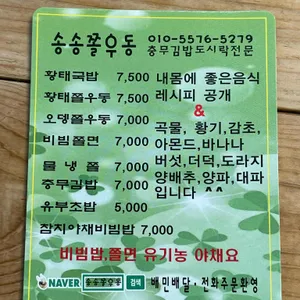 송송쫄우동 010-5576-5279
충무김밥도시락전문
황태국밥 7,500
황태쫄우동 7,500
오뎅쫄우동 7,000
비빔쫄면 7,000
물냉쫄 7,000
충무김밥 7,000
유부초밥 5,000
참치야채비빔밥 7,000
내몸에 좋은음식
레시피 공개
&
곡물, 황기,감초,
아몬드,바나나
버섯,더덕,도라지
양배추,양파,대파
입니다 ^^
비빔밥,쫄면 유기농 야채요
NAVER 송송쫄우동 검색 배민배달·전화주문환영